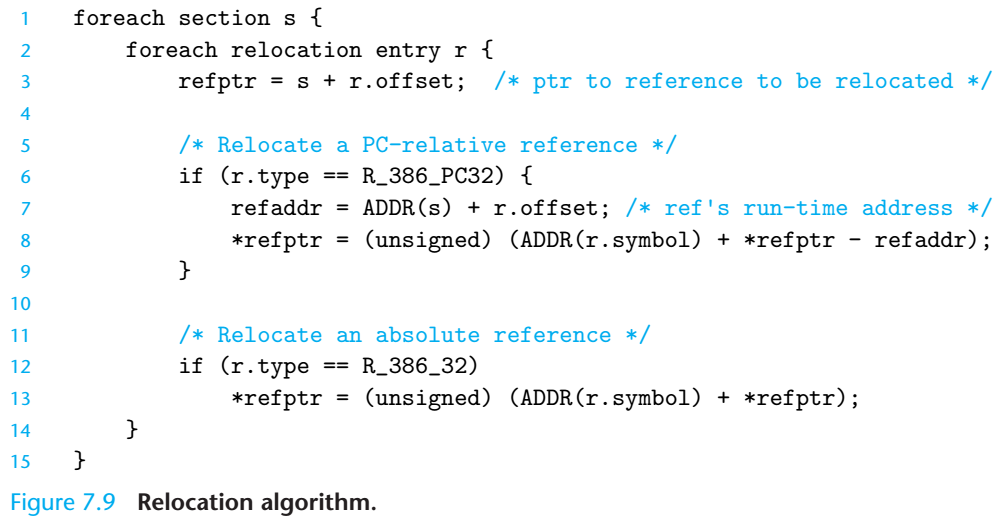 1 foreach section s {
2 foreach relocation entry r {
3 refptr = s + r.offset; /* ptr to reference to be relocated */
4
5 /* Relocate a PC-relative reference */
6 if (r.type == R_386_PC32) {
7 refaddr = ADDR(s) + r.offset; /* ref's run-time address */
8 *refptr = (unsigned) (ADDR(r.symbol) + *refptr - refaddr);
9 }
10
11 /* Relocate an absolute reference */
12 if (r.type == R_386_32)
13 *refptr = (unsigned) (ADDR(r.symbol) + *refptr);
14 }
15 }
Figure 7.9 Relocation algorithm.